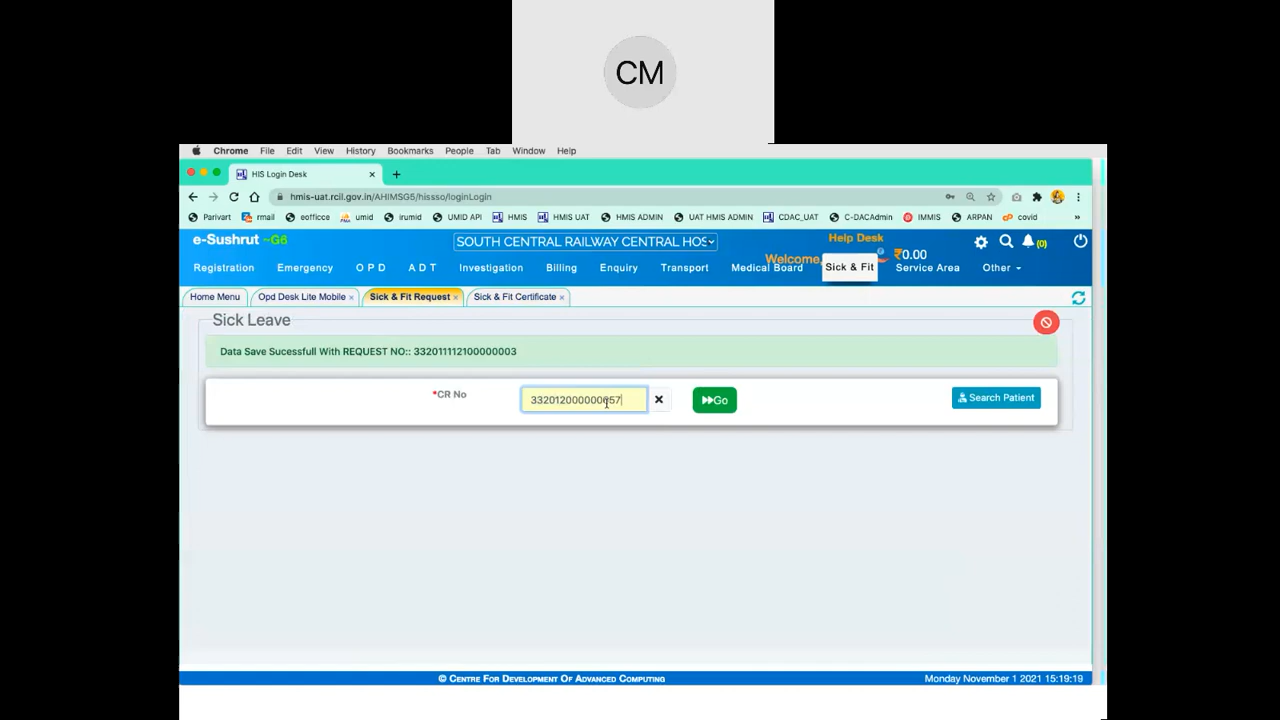 CM
Chrome File Edit View History Bookmarks People Tab Window Help
HIS Login Desk
hmis-uat.rcil.gov.in/AHIMSG5/hissso/loginLogin
Parivart rmail eofficce umid irumid UMID API HMIS HMIS UAT HMIS ADMIN UAT HMIS ADMIN CDAC_UAT C-DACAdmin IMMIS ARPAN covid »
e-Sushrut ~G6 SOUTH CENTRAL RAILWAY CENTRAL HOS Help Desk (0)
Welcome, ₹0.00
Registration Emergency O P D A D T Investigation Billing Enquiry Transport Medical Board Sick & Fit Service Area Other
Home Menu Opd Desk Lite Mobile × Sick & Fit Request × Sick & Fit Certificate ×
Sick Leave
Data Save Sucessfull With REQUEST NO:: 332011112100000003
*CR No Go Search Patient
© CENTRE FOR DEVELOPMENT OF ADVANCED COMPUTING Monday November 1 2021 15:19:19